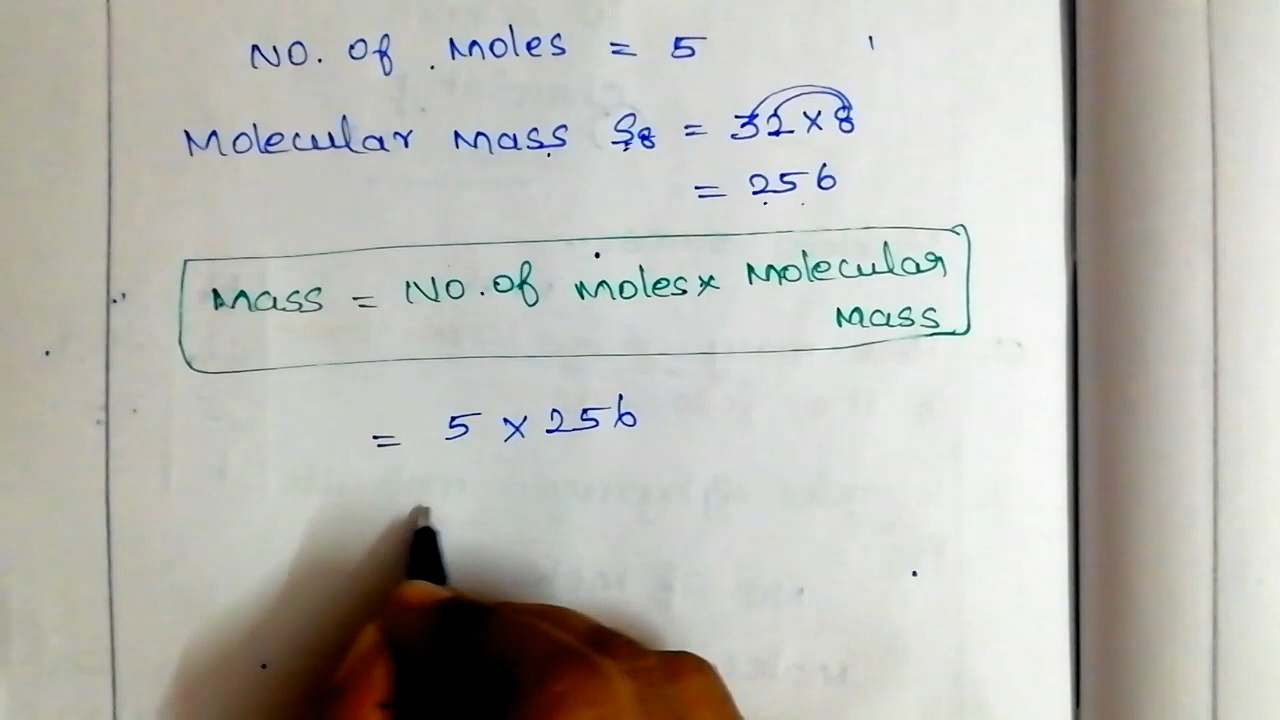 No. of moles = 5
Molecular mass S8 = 32 × 8
= 256
Mass = No. of moles × Molecular
mass
= 5 × 256